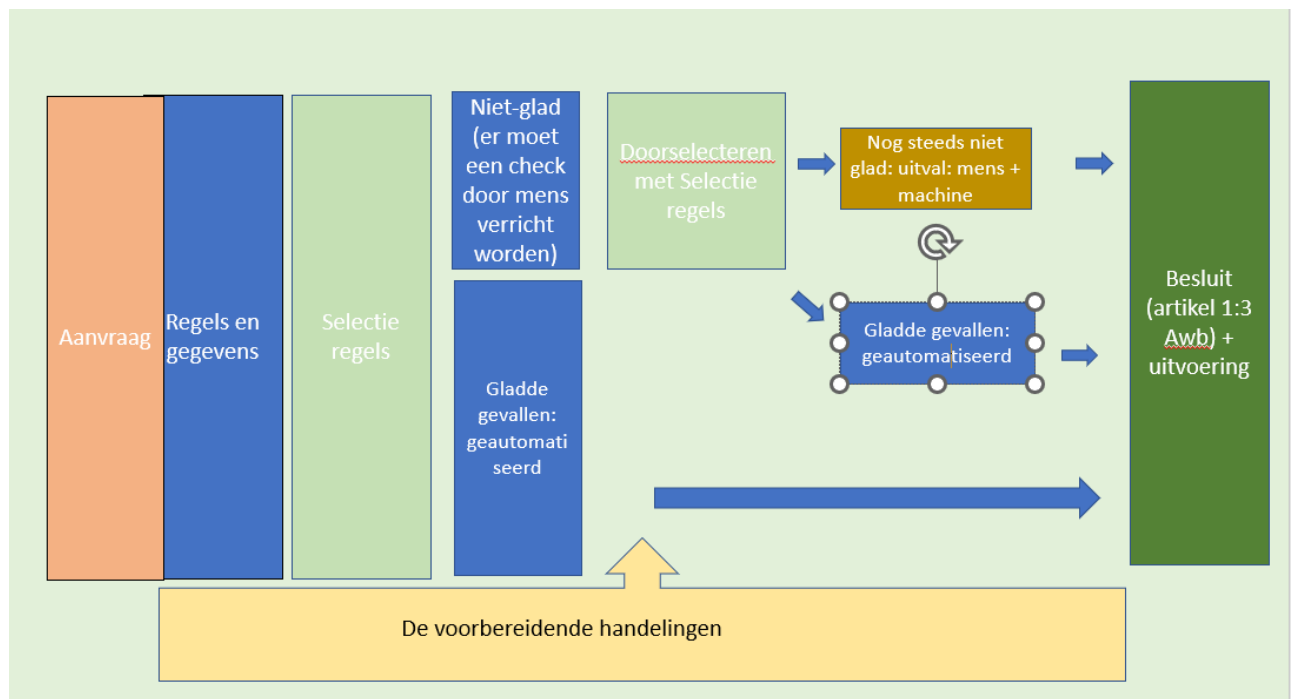 Aanvraag
Regels en
gegevens
Selectie
regels
Niet-glad
(er moet
een check
door mens
verricht
worden)
Gladde
gevallen:
geautomati
seerd
Doorselecteren
met Selectie
regels
Nog steeds niet
glad: uitval: mens +
machine
Gladde gevallen:
geautomatiseerd
Besluit
(artikel 1:3
Awb) +
uitvoering
De voorbereidende handelingen